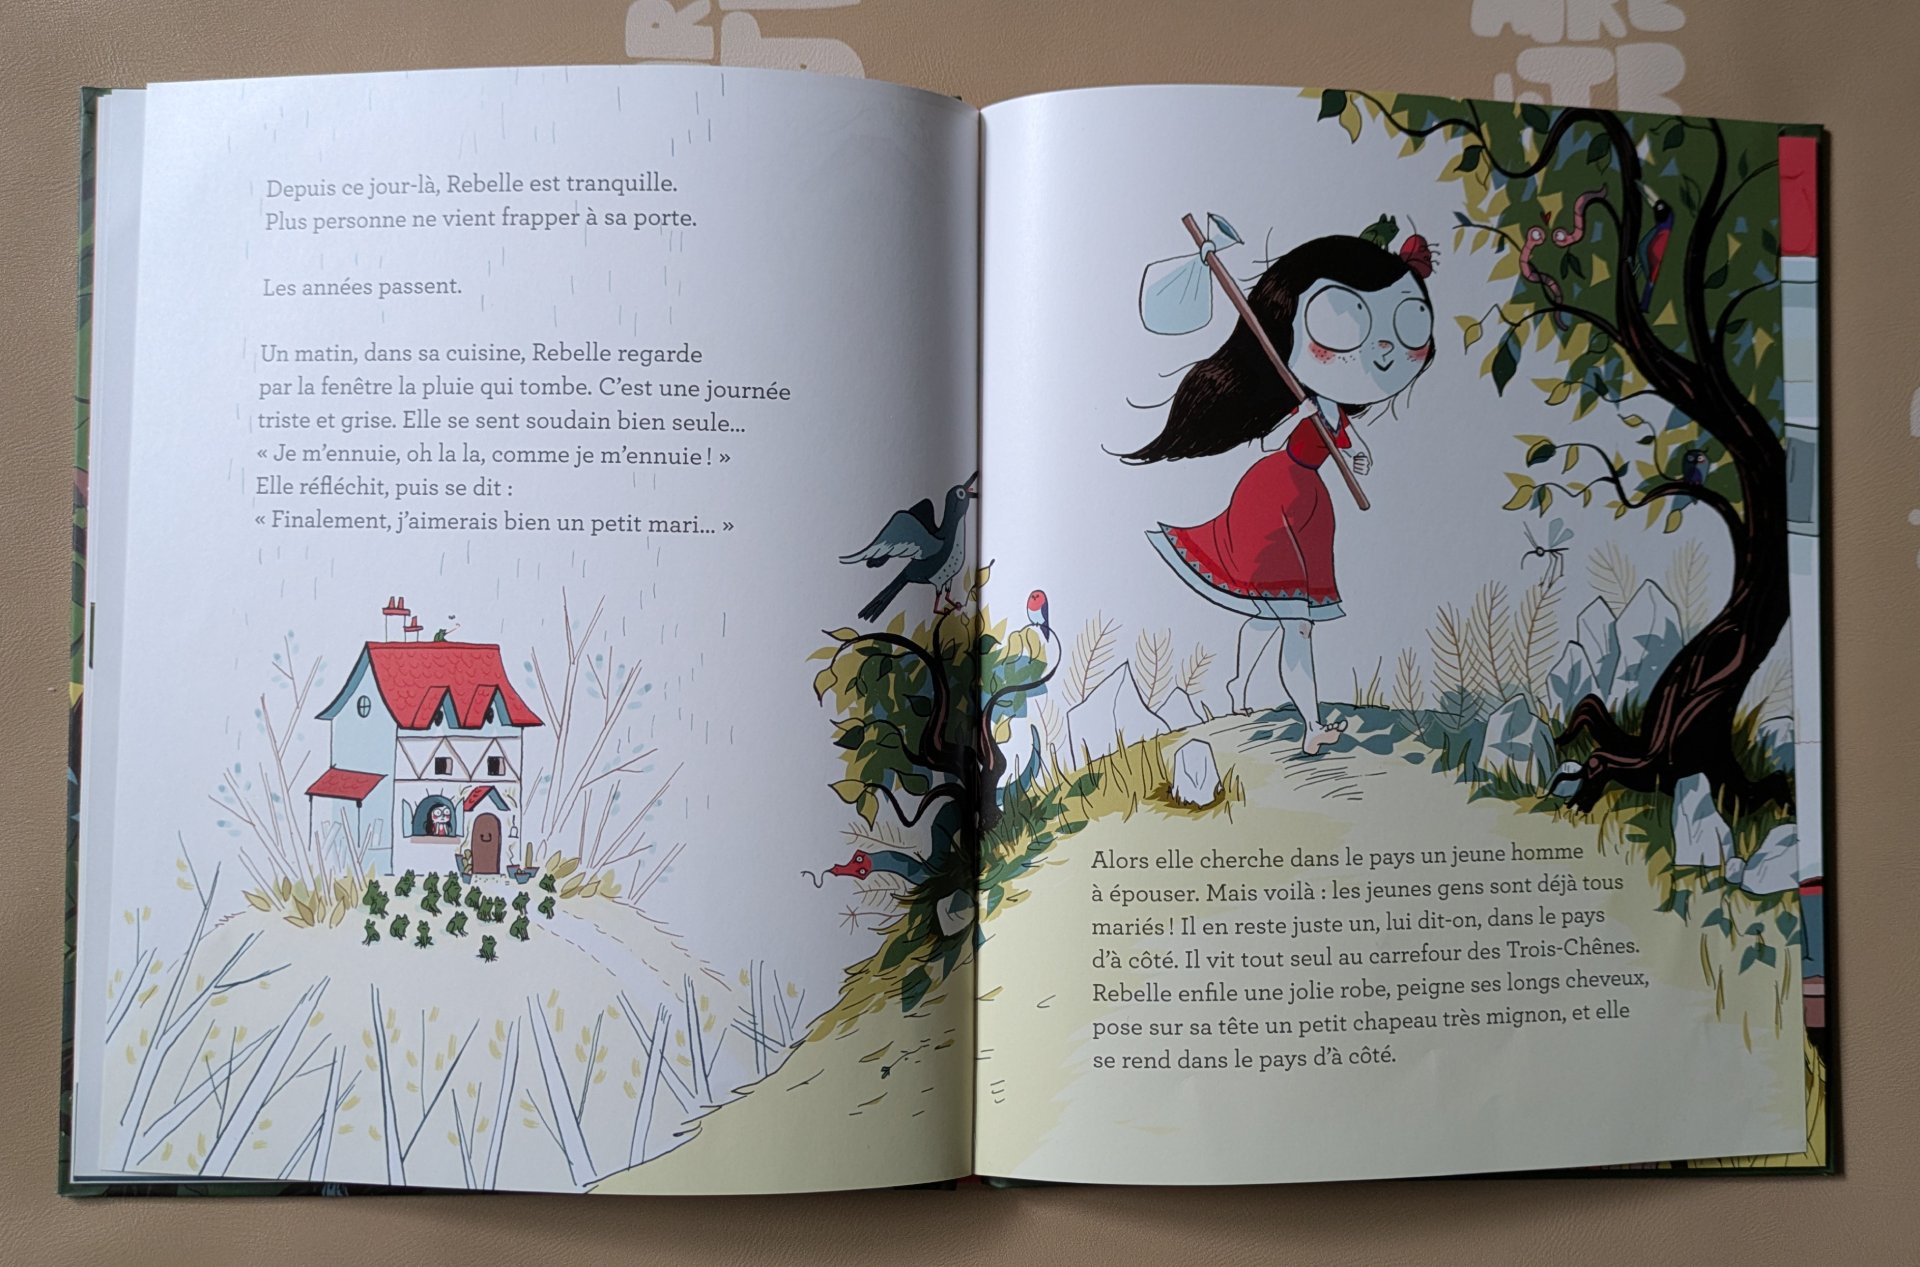 Depuis ce jour-là, Rebelle est tranquille.
Plus personne ne vient frapper à sa porte.
Les années passent.
Un matin, dans sa cuisine, Rebelle regarde
par la fenêtre la pluie qui tombe. C’est une journée
triste et grise. Elle se sent soudain bien seule...
« Je m’ennuie, oh la la, comme je m’ennuie ! »
Elle réfléchit, puis se dit :
« Finalement, j’aimerais bien un petit mari... »
Alors elle cherche dans le pays un jeune homme
à épouser. Mais voilà : les jeunes gens sont déjà tous
mariés ! Il en reste juste un, lui dit-on, dans le pays
d’à côté. Il vit tout seul au carrefour des Trois-Chênes.
Rebelle enfile une jolie robe, peigne ses longs cheveux,
pose sur sa tête un petit chapeau très mignon, et elle
se rend dans le pays d’à côté.